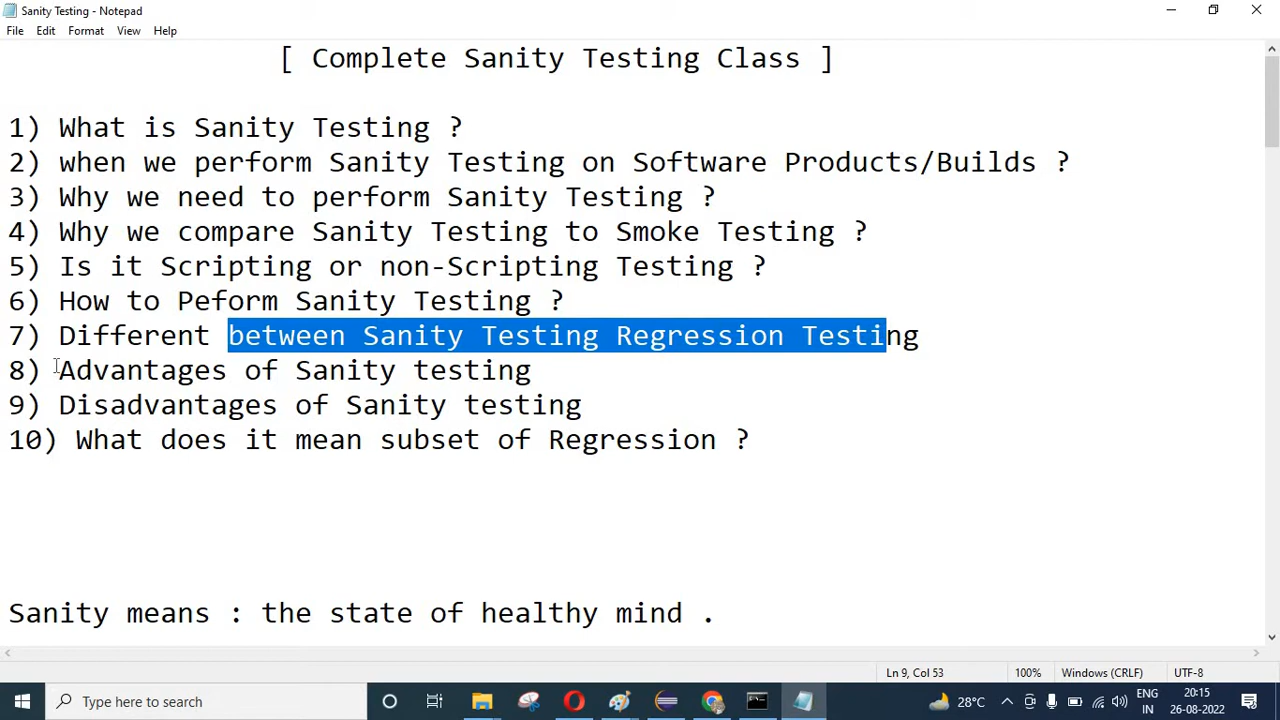 Sanity Testing - Notepad
File Edit Format View Help
[ Complete Sanity Testing Class ]
1) What is Sanity Testing ?
2) when we perform Sanity Testing on Software Products/Builds ?
3) Why we need to perform Sanity Testing ?
4) Why we compare Sanity Testing to Smoke Testing ?
5) Is it Scripting or non-Scripting Testing ?
6) How to Peform Sanity Testing ?
7) Different between Sanity Testing Regression Testing
8) Advantages of Sanity testing
9) Disadvantages of Sanity testing
10) What does it mean subset of Regression ?
Sanity means : the state of healthy mind .
Ln 9, Col 53 100% Windows (CRLF) UTF-8
Type here to search 28°C ENG 20:15
IN 26-08-2022